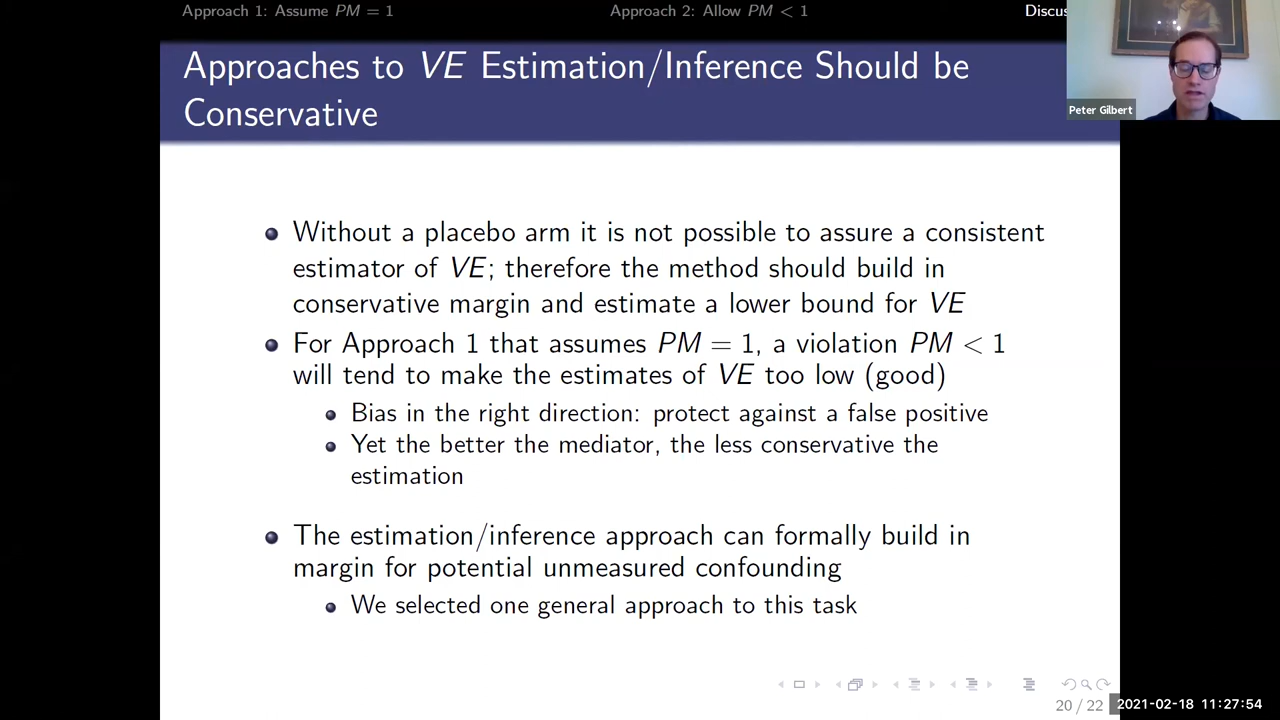 Approach 1: Assume PM = 1 Approach 2: Allow PM < 1 Discus
Approaches to VE Estimation/Inference Should be
Conservative
Peter Gilbert
Without a placebo arm it is not possible to assure a consistent
estimator of VE; therefore the method should build in
conservative margin and estimate a lower bound for VE
For Approach 1 that assumes PM = 1, a violation PM < 1
will tend to make the estimates of VE too low (good)
Bias in the right direction: protect against a false positive
Yet the better the mediator, the less conservative the
estimation
The estimation/inference approach can formally build in
margin for potential unmeasured confounding
We selected one general approach to this task
20 / 22
2021-02-18 11:27:54